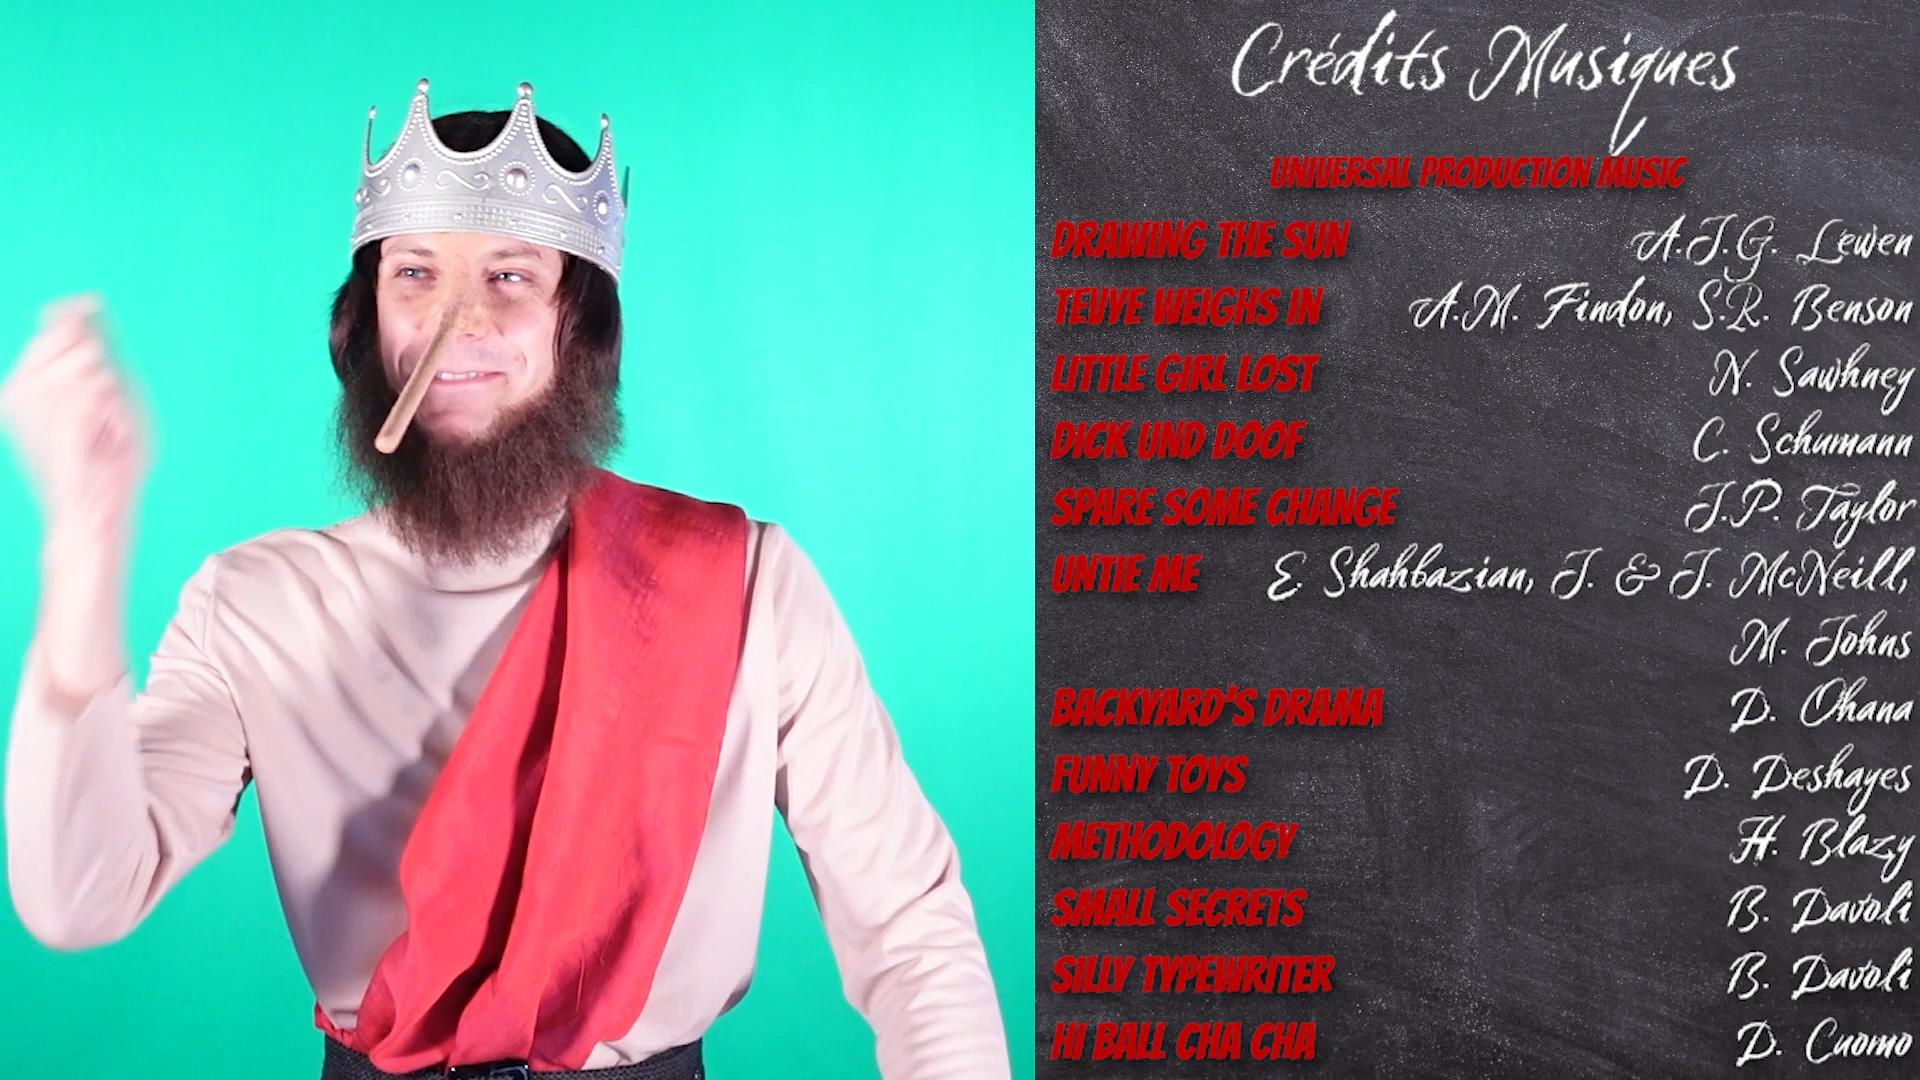 Crédits Musiques
UNIVERSAL PRODUCTION MUSIC
DRAWING THE SUN A.J.G. Lewen
TEVYE WEIGHS IN A.M. Findon, S.R. Benson
LITTLE GIRL LOST N. Sawhney
DICK UND DOOF C. Schumann
SPARE SOME CHANGE J.P. Taylor
UNTIE ME E. Shahbazian, J. & J. McNeill,
M. Johns
BACKYARD'S DRAMA D. Ohana
FUNNY TOYS D. Deshayes
METHODOLOGY H. Blazy
SMALL SECRETS B. Davoli
SILLY TYPEWRITER B. Davoli
HI BALL CHA CHA D. Cuomo